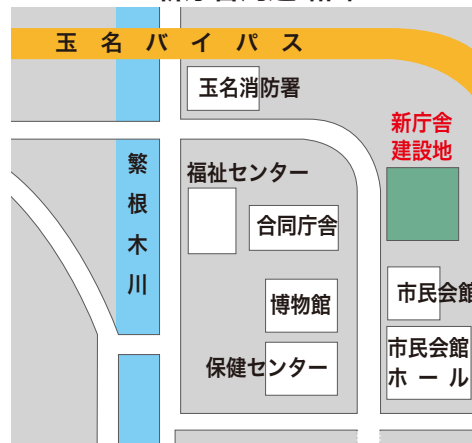 玉名バイパス
玉名消防署
新庁舎
建設地
繁根木川
福祉センター
合同庁舎
博物館
市民会館
保健センター
市民会館
ホール